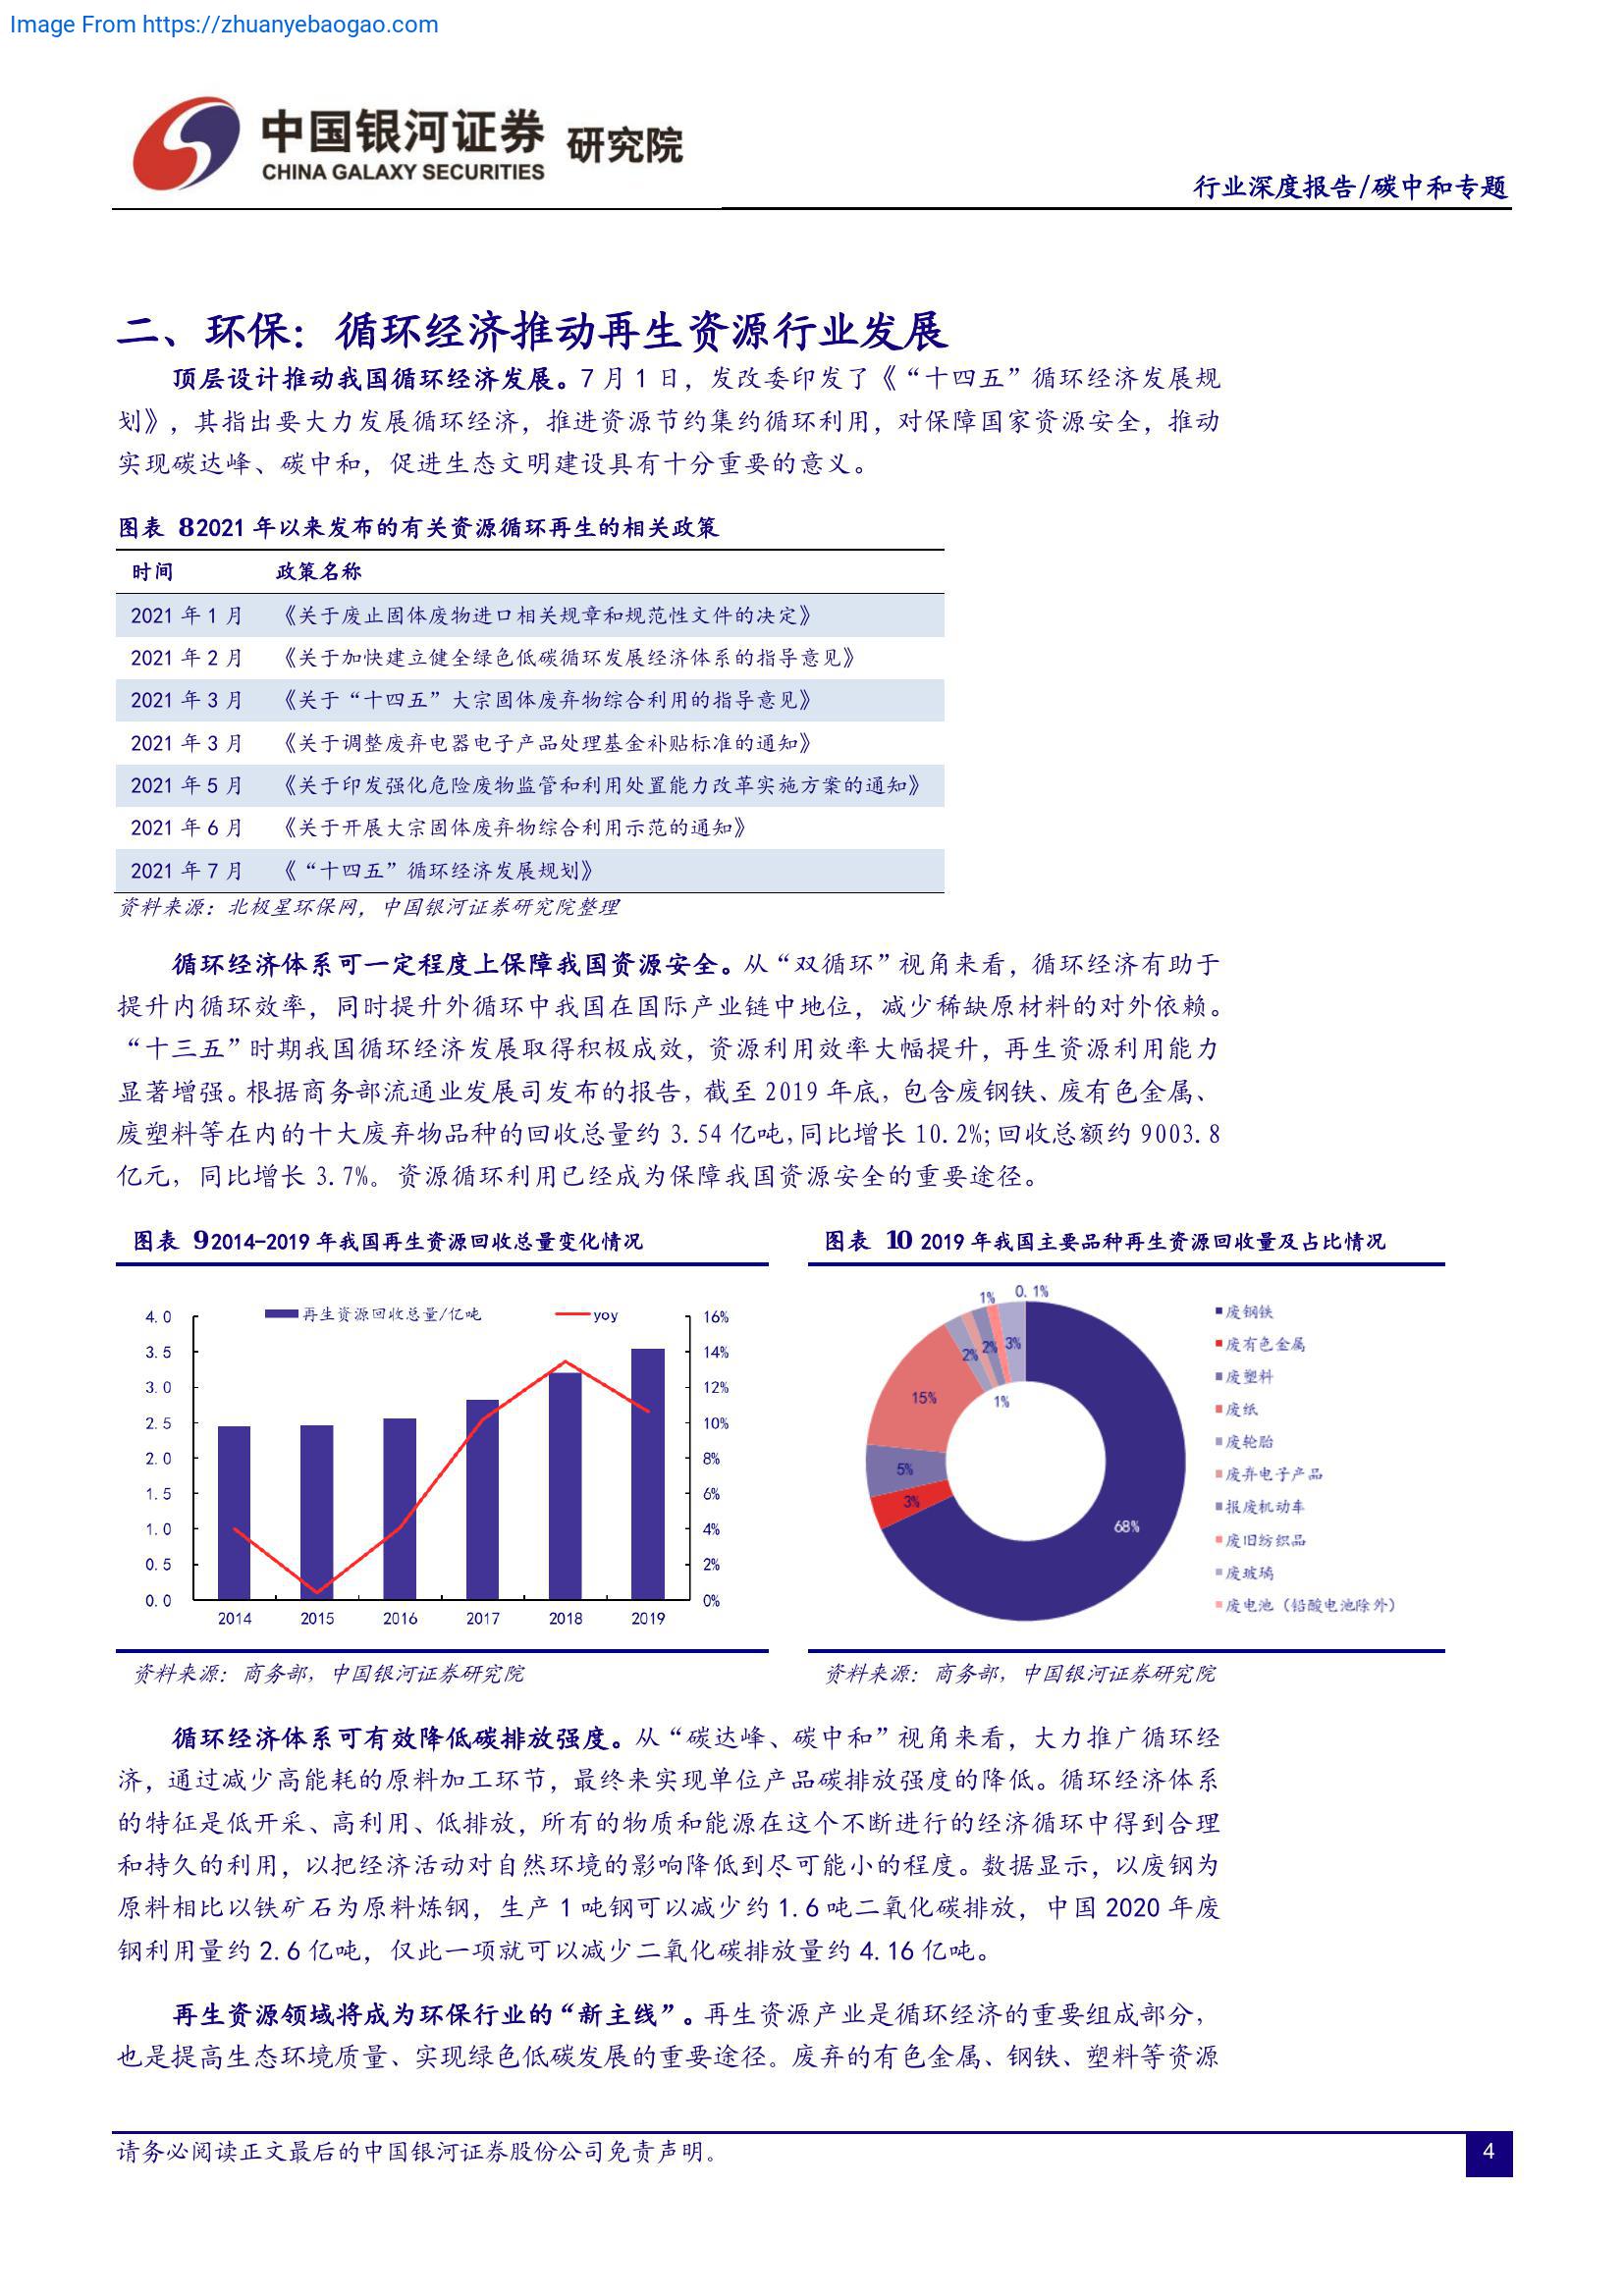 Image From https://zhuanyebaogao.com
中国银河证券 研究院
CHINA GALAXY SECURITIES
行业深度报告/碳中和专题
二、环保：循环经济推动再生资源行业发展
顶层设计推动我国循环经济发展。7 月 1 日，发改委印发了《“十四五”循环经济发展规
划》，其指出要大力发展循环经济，推进资源节约集约循环利用，对保障国家资源安全，推动
实现碳达峰、碳中和，促进生态文明建设具有十分重要的意义。
图表 8 2021 年以来发布的有关资源循环再生的相关政策
时间 政策名称
2021 年 1 月 《关于废止固体废物进口相关规章和规范性文件的决定》
2021 年 2 月 《关于加快建立健全绿色低碳循环发展经济体系的指导意见》
2021 年 3 月 《关于“十四五”大宗固体废弃物综合利用的指导意见》
2021 年 3 月 《关于调整废弃电器电子产品处理基金补贴标准的通知》
2021 年 5 月 《关于印发强化危险废物监管和利用处置能力改革实施方案的通知》
2021 年 6 月 《关于开展大宗固体废弃物综合利用示范的通知》
2021 年 7 月 《“十四五”循环经济发展规划》
资料来源：北极星环保网，中国银河证券研究院整理
循环经济体系可一定程度上保障我国资源安全。从“双循环”视角来看，循环经济有助于
提升内循环效率，同时提升外循环中我国在国际产业链中地位，减少稀缺原材料的对外依赖。
“十三五”时期我国循环经济发展取得积极成效，资源利用效率大幅提升，再生资源利用能力
显著增强。根据商务部流通业发展司发布的报告，截至 2019 年底，包含废钢铁、废有色金属、
废塑料等在内的十大废弃物品种的回收总量约 3.54 亿吨，同比增长 10.2%；回收总额约 9003.8
亿元，同比增长 3.7%。资源循环利用已经成为保障我国资源安全的重要途径。
图表 9 2014-2019 年我国再生资源回收总量变化情况
再生资源回收总量/亿吨 yoy
4.0 16%
3.5 14%
3.0 12%
2.5 10%
2.0 8%
1.5 6%
1.0 4%
0.5 2%
0.0 0%
2014 2015 2016 2017 2018 2019
资料来源：商务部，中国银河证券研究院
图表 10 2019 年我国主要品种再生资源回收量及占比情况
1% 0.1%
2% 2% 3%
15% 1%
5%
3%
68%
废钢铁
废有色金属
废塑料
废纸
废轮胎
废弃电子产品
报废机动车
废旧纺织品
废玻璃
废电池（铅酸电池除外）
资料来源：商务部，中国银河证券研究院
循环经济体系可有效降低碳排放强度。从“碳达峰、碳中和”视角来看，大力推广循环经
济，通过减少高能耗的原料加工环节，最终来实现单位产品碳排放强度的降低。循环经济体系
的特征是低开采、高利用、低排放，所有的物质和能源在这个不断进行的经济循环中得到合理
和持久的利用，以把经济活动对自然环境的影响降低到尽可能小的程度。数据显示，以废钢为
原料相比以铁矿石为原料炼钢，生产 1 吨钢可以减少约 1.6 吨二氧化碳排放，中国 2020 年废
钢利用量约 2.6 亿吨，仅此一项就可以减少二氧化碳排放量约 4.16 亿吨。
再生资源领域将成为环保行业的“新主线”。再生资源产业是循环经济的重要组成部分，
也是提高生态环境质量、实现绿色低碳发展的重要途径。废弃的有色金属、钢铁、塑料等资源
请务必阅读正文最后的中国银河证券股份公司免责声明。
4